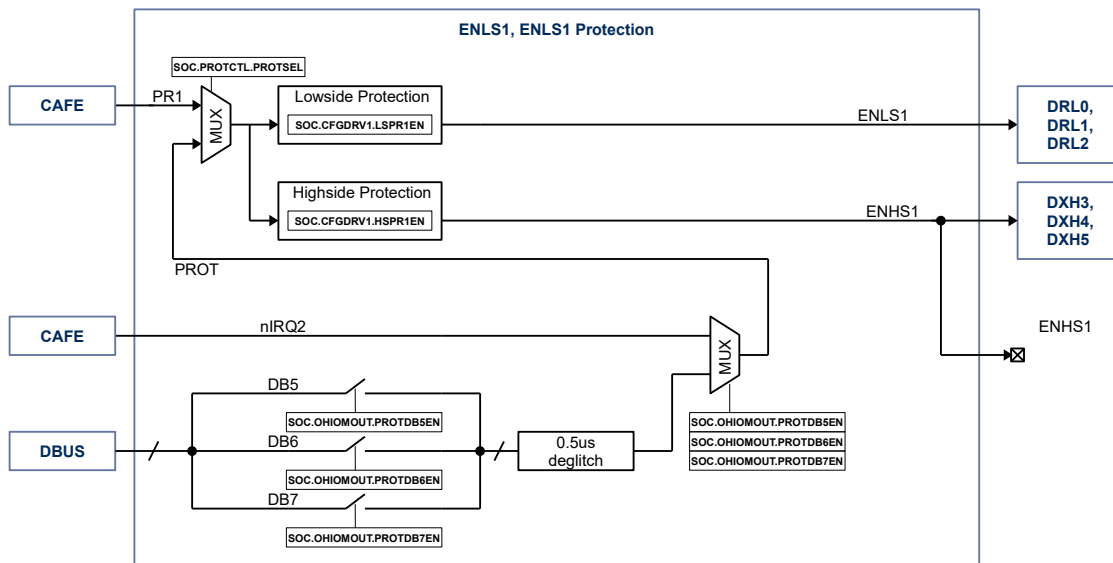 ENLS1, ENLS1 Protection
SOC.PROTCTL.PROTSEL
CAFE
PR1
MUX
Lowside Protection
SOC.CFGDRV1.LSPR1EN
ENLS1
DRL0,
DRL1,
DRL2
Highside Protection
SOC.CFGDRV1.HSPR1EN
ENHS1
DXH3,
DXH4,
DXH5
PROT
CAFE
nIRQ2
MUX
ENHS1
DB5
SOC.OHIOMOUT.PROTDB5EN
DBUS
DB6
SOC.OHIOMOUT.PROTDB6EN
DB7
SOC.OHIOMOUT.PROTDB7EN
0.5us
deglitch
SOC.OHIOMOUT.PROTDB5EN
SOC.OHIOMOUT.PROTDB6EN
SOC.OHIOMOUT.PROTDB7EN